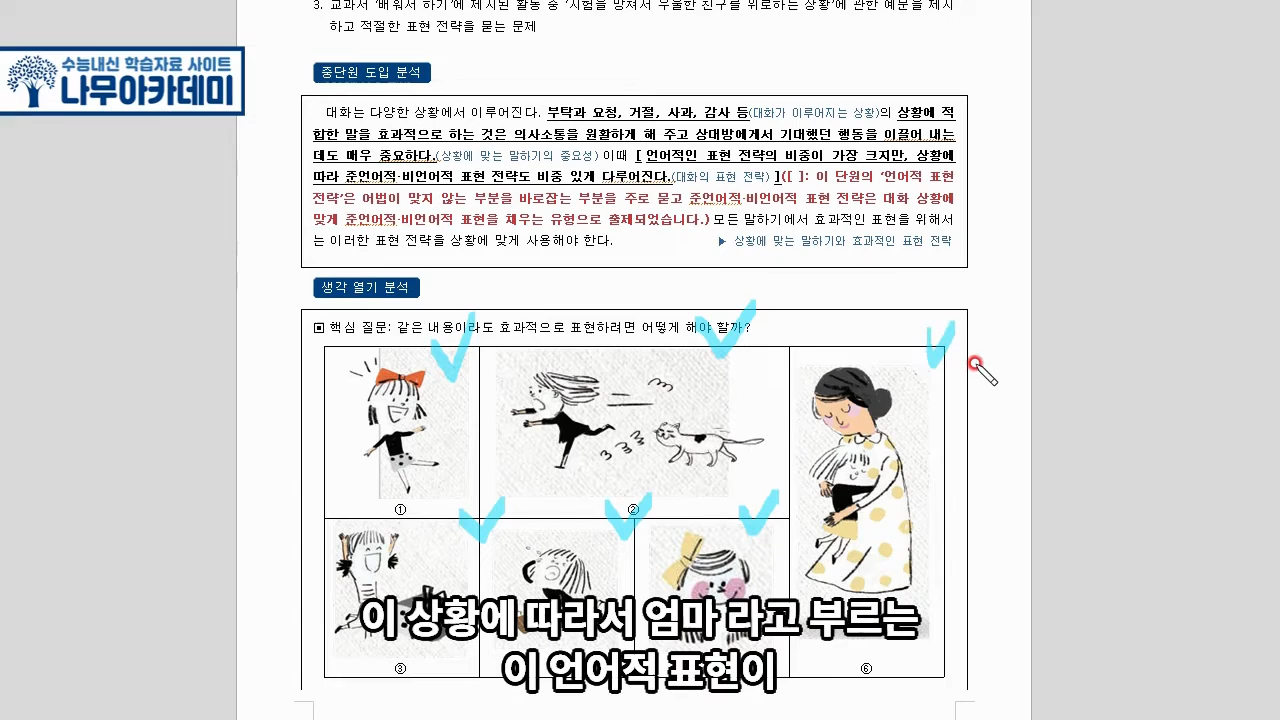 3. 교과서 '배워서 하기'에 제시된 활동 중 '시험을 망쳐서 우울한 친구를 위로하는 상황'에 관한 예문을 제시
하고 적절한 표현 전략을 묻는 문제
수능내신 학습자료 사이트
나무아카데미
중단원 도입 분석
대화는 다양한 상황에서 이루어진다. 부탁과 요청, 거절, 사과, 감사 등(대화가 이루어지는 상황)의 상황에 적
합한 말을 효과적으로 하는 것은 의사소통을 원활하게 해 주고 상대방에게서 기대했던 행동을 이끌어 내는
데도 매우 중요하다.(상황에 맞는 말하기의 중요성) 이때 [ 언어적인 표현 전략의 비중이 가장 크지만, 상황에
따라 준언어적·비언어적 표현 전략도 비중 있게 다루어진다.(대화의 표현 전략) ]([ ]: 이 단원의 '언어적 표현
전략'은 어법이 맞지 않는 부분을 바로잡는 부분을 주로 묻고 준언어적·비언어적 표현 전략은 대화 상황에
맞게 준언어적·비언어적 표현을 채우는 유형으로 출제되었습니다.) 모든 말하기에서 효과적인 표현을 위해서
는 이러한 표현 전략을 상황에 맞게 사용해야 한다. ▶ 상황에 맞는 말하기와 효과적인 표현 전략
생각 열기 분석
▣ 핵심 질문: 같은 내용이라도 효과적으로 표현하려면 어떻게 해야 할까?
① ②
이 상황에 따라서 엄마 라고 부르는
이 언어적 표현이
③ ⑥